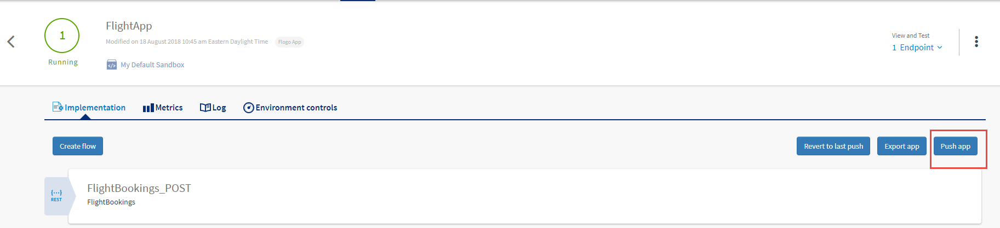 1
Running
FlightApp
Modified on 18 August 2018 10:45 am Eastern Daylight Time Flogo App
</> My Default Sandbox
View and Test
1 Endpoint
Implementation Metrics Log Environment controls
Create flow Revert to last push Export app Push app
{···}
REST
FlightBookings_POST
FlightBookings